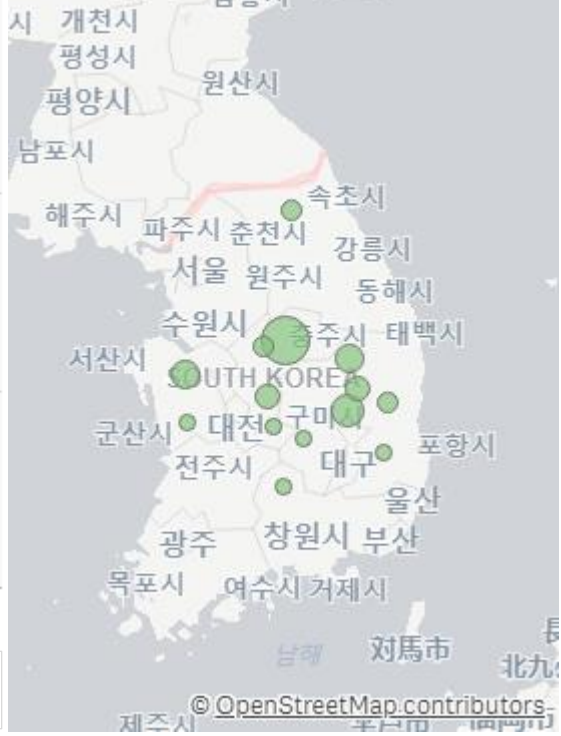 시 개천시
평성시
원산시
평양시
남포시
속초시
해주시 파주시 춘천시
강릉시
서울 원주시
동해시
수원시 충주시 태백시
서산시
SOUTH KOREA
군산시 대전 구미시
포항시
전주시 대구
울산
광주 창원시 부산
목포시 여수시 거제시
남해 対馬市
北九
© OpenStreetMap contributors
제주시